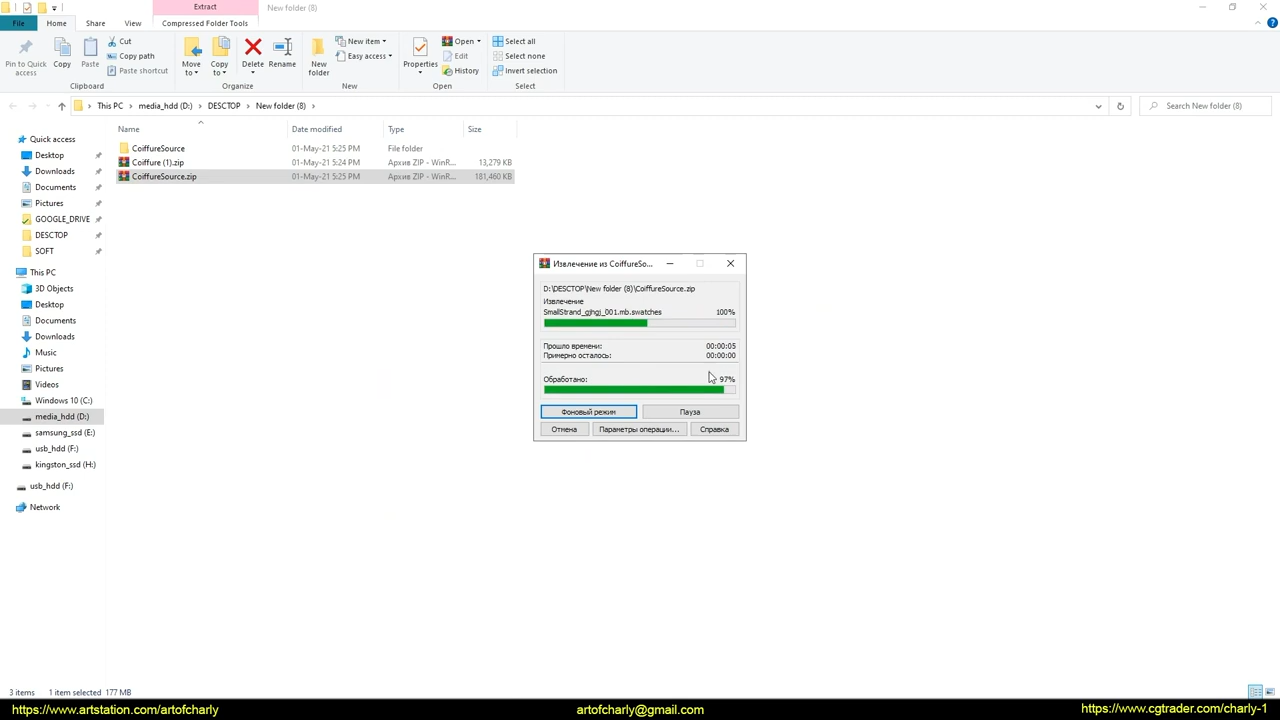 Extract
New folder (8)
File
Home
Share
View
Compressed Folder Tools
Pin to Quick access
Copy
Paste
Cut
Copy path
Paste shortcut
Clipboard
Move to
Copy to
Delete
Rename
Organize
New folder
New item
Easy access
New
Properties
Open
Edit
History
Open
Select all
Select none
Invert selection
Select
This PC > media_hdd (D:) > DESCTOP > New folder (8) >
Search New folder (8)
Name Date modified Type Size
CoiffureSource 01-May-21 5:25 PM File folder
Coiffure (1).zip 01-May-21 5:24 PM Архив ZIP - WinR... 13,279 KB
CoiffureSource.zip 01-May-21 5:25 PM Архив ZIP - WinR... 181,460 KB
Quick access
Desktop
Downloads
Documents
Pictures
GOOGLE_DRIVE
DESCTOP
SOFT
This PC
3D Objects
Desktop
Documents
Downloads
Music
Pictures
Videos
Windows 10 (C:)
media_hdd (D:)
samsung_ssd (E:)
usb_hdd (F:)
kingston_ssd (H:)
usb_hdd (F:)
Network
Извлечение из CoiffureSo...
D:\DESCTOP\New folder (8)\CoiffureSource.zip
Извлечение
SmallStrand_gjhgj_001.mb.swatches 100%
Прошло времени: 00:00:05
Примерно осталось: 00:00:00
Обработано: 97%
Фоновый режим Пауза
Отмена Параметры операции... Справка
3 items 1 item selected 177 MB
https://www.artstation.com/artofcharly artofcharly@gmail.com https://www.cgtrader.com/charly-1